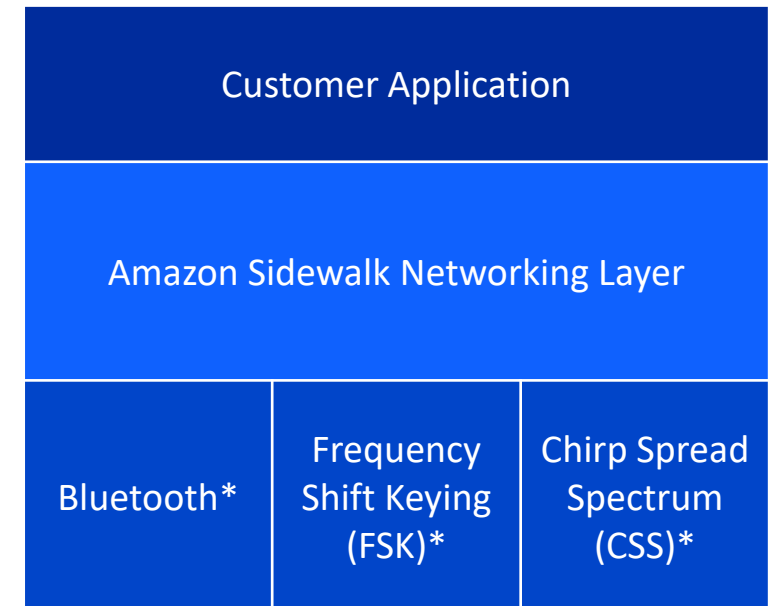 Customer Application
Amazon Sidewalk Networking Layer
Bluetooth*
Frequency
Shift Keying
(FSK)*
Chirp Spread
Spectrum
(CSS)*